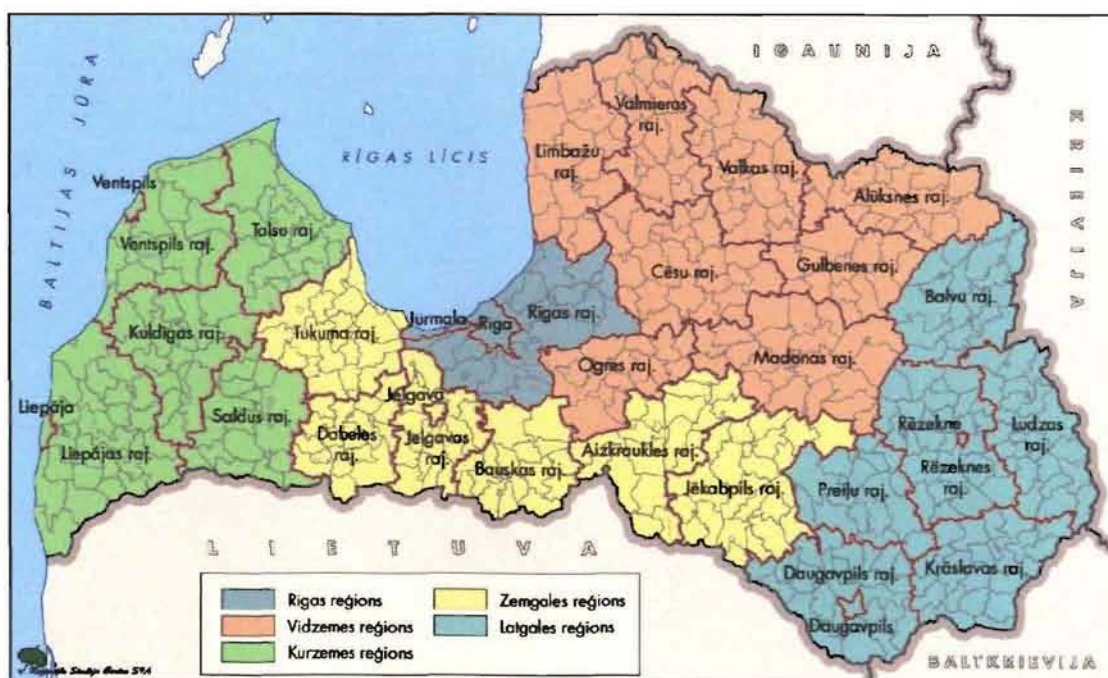 IGAUNIJA
BALTIJAS JŪRA
RĪGAS LĪCIS
KRIEVIJA
Valmieras
raj.
Limbažu
raj.
Valkas raj.
Alūksnes raj.
Ventspils
Ventspils raj.
Talsu raj.
Cēsu raj.
Gulbenes raj.
Balvu raj.
Jūrmala
Rīga
Rīgas raj.
Kuldīgas raj.
Tukuma raj.
Ogres raj.
Madonas raj.
Jelgava
Liepāja
Liepājas raj.
Saldus raj.
Dobeles
raj.
Jelgavas
raj.
Bauskas raj.
Aizkraukles raj.
Jēkabpils raj.
Rēzekne
Rēzeknes
raj.
Ludzas
raj.
Preiļu raj.
LIETUVA
Daugavpils raj.
Krāslavas raj.
Daugavpils
BALTKRIEVIJA
Rīgas reģions
Vidzemes reģions
Kurzemes reģions
Zemgales reģions
Latgales reģions